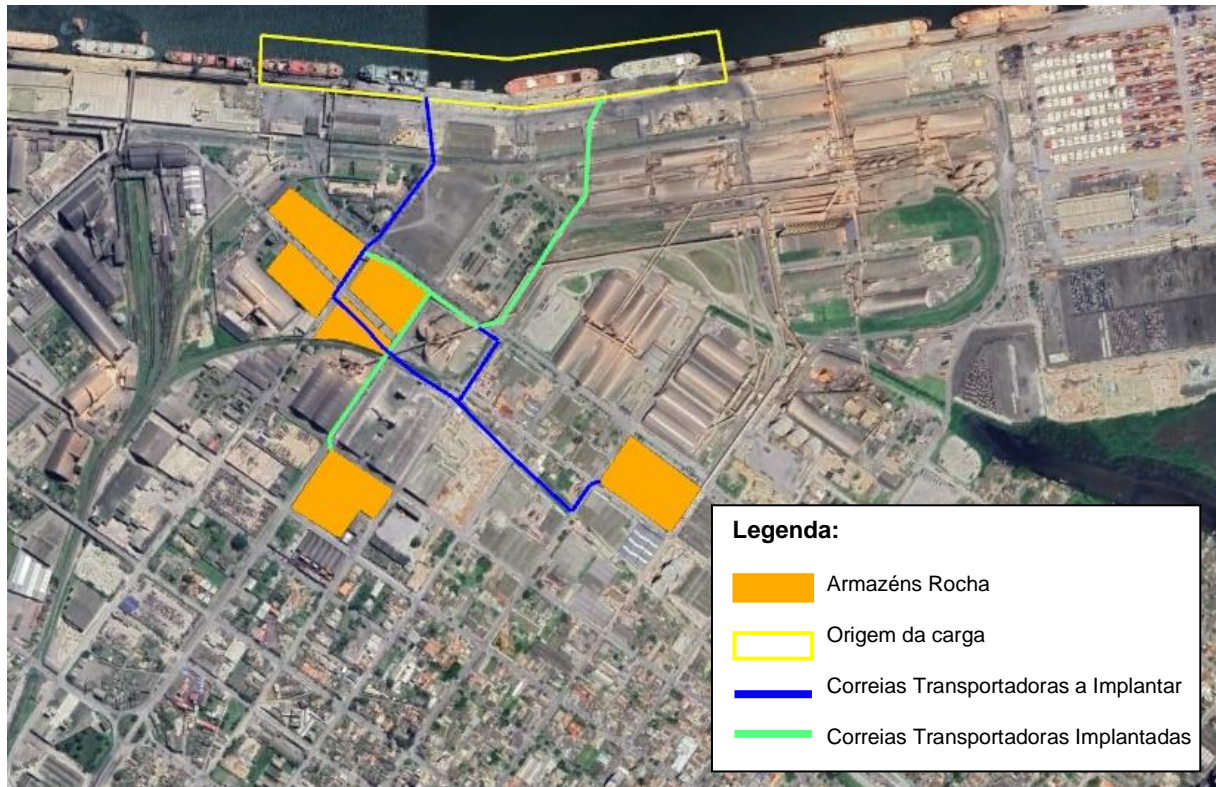 Legenda:
Armazéns Rocha
Origem da carga
Correias Transportadoras a Implantar
Correias Transportadoras Implantadas